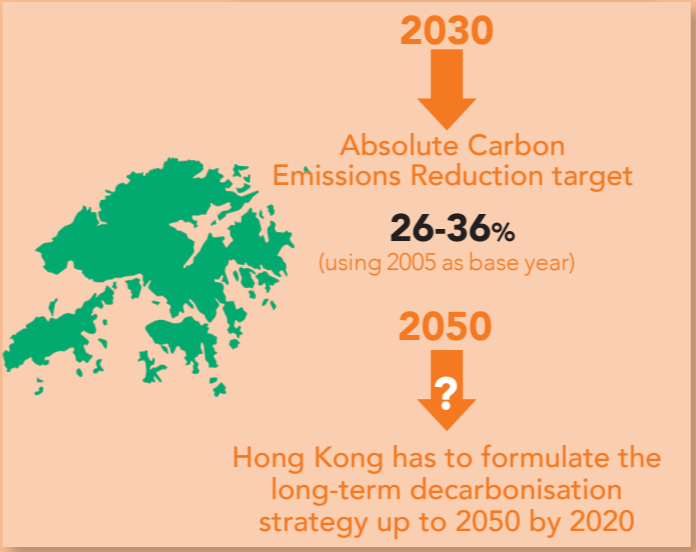 2030
Absolute Carbon
Emissions Reduction target
26-36%
(using 2005 as base year)
2050
?
Hong Kong has to formulate the
long-term decarbonisation
strategy up to 2050 by 2020